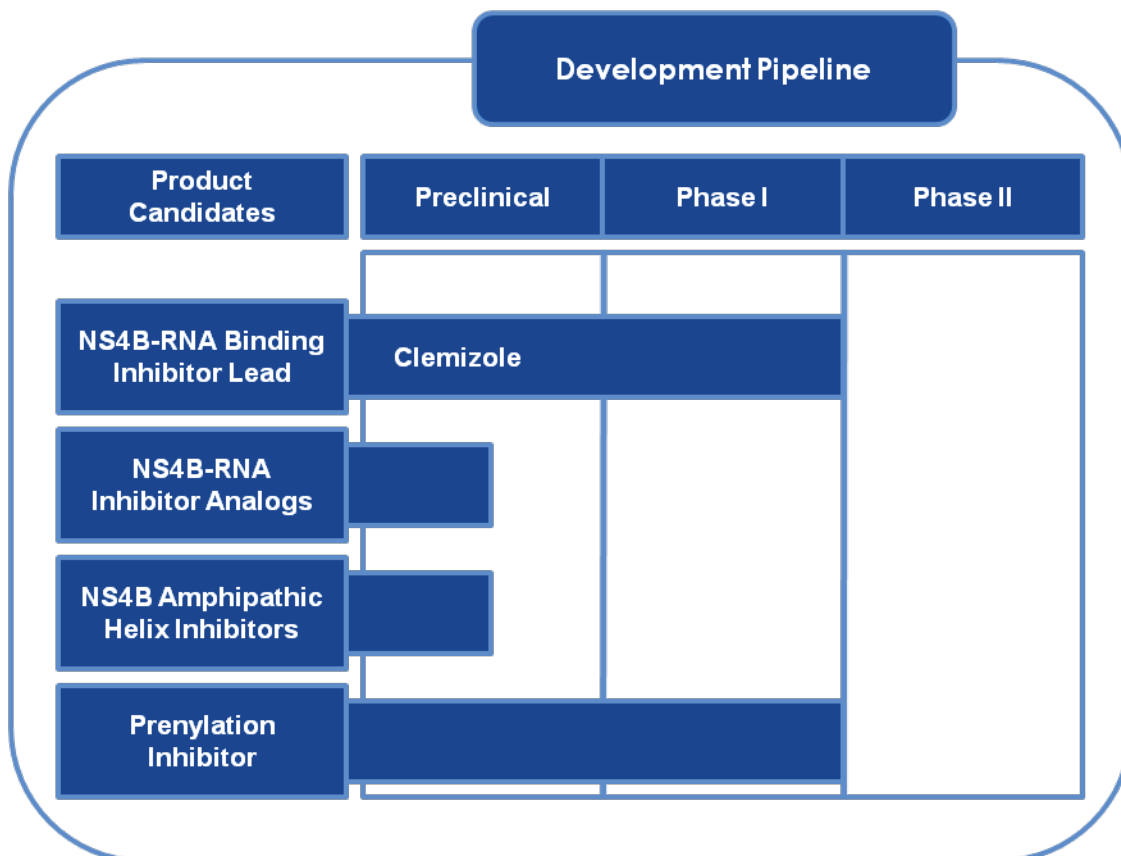 Development Pipeline
Product
Candidates
Preclinical
Phase I
Phase II
NS4B-RNA Binding
Inhibitor Lead
Clemizole
NS4B-RNA
Inhibitor Analogs
NS4B Amphipathic
Helix Inhibitors
Prenylation
Inhibitor